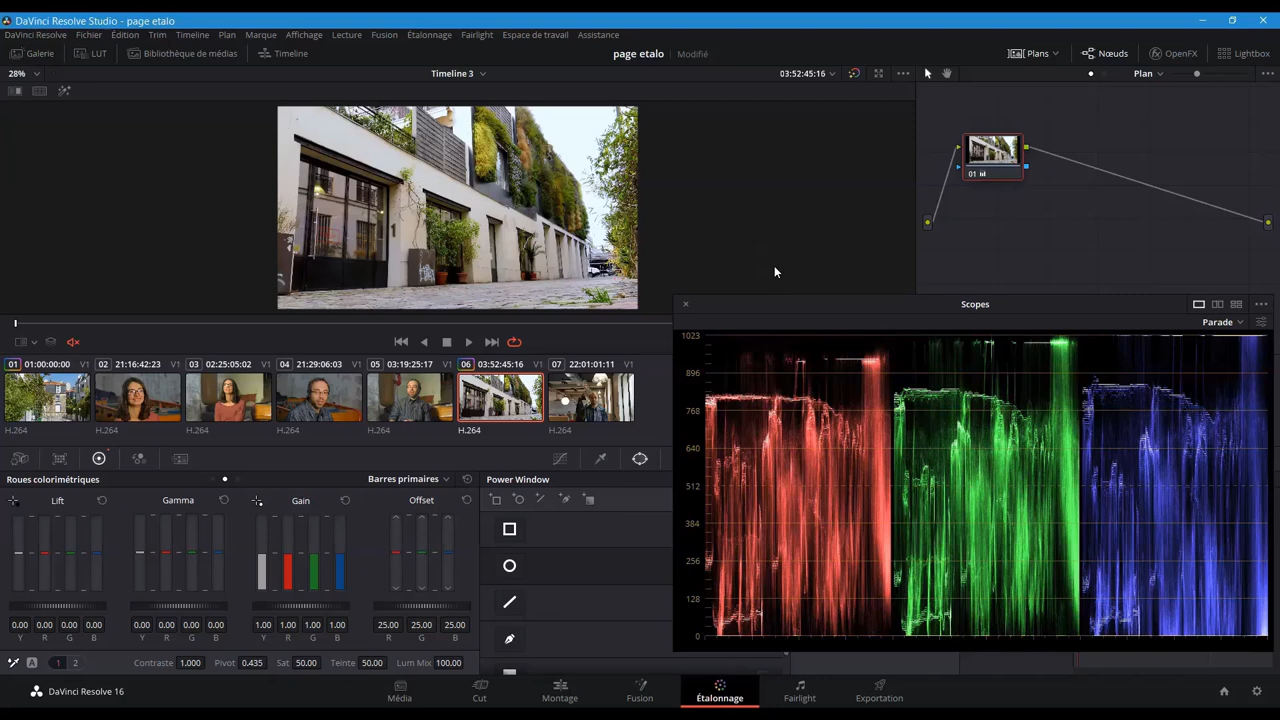 DaVinci Resolve Studio - page etalo
DaVinci Resolve Fichier Édition Trim Timeline Plan Marque Affichage Lecture Fusion Étalonnage Fairlight Espace de travail Assistance
Galerie LUT Bibliothèque de médias Timeline page etalo Modifié Plans Nœuds OpenFX Lightbox
28% Timeline 3 03:52:45:16 Plan
01
Scopes
Parade
01 01:00:00:00 V1 02 21:16:42:23 V1 03 02:25:05:02 V1 04 21:29:06:03 V1 05 03:19:25:17 V1 06 03:52:45:16 V1 07 22:01:01:11 V1
H.264 H.264 H.264 H.264 H.264 H.264 H.264
1023
896
768
640
512
384
256
128
0
Roues colorimétriques Barres primaires Power Window
Lift Gamma Gain Offset
0.00 0.00 0.00 0.00 0.00 0.00 0.00 0.00 1.00 1.00 1.00 1.00 25.00 25.00 25.00
Y R G B Y R G B Y R G B R G B
A 1 2 Contraste 1.000 Pivot 0.435 Sat 50.00 Teinte 50.00 Lum Mix 100.00
DaVinci Resolve 16 Média Cut Montage Fusion Étalonnage Fairlight Exportation